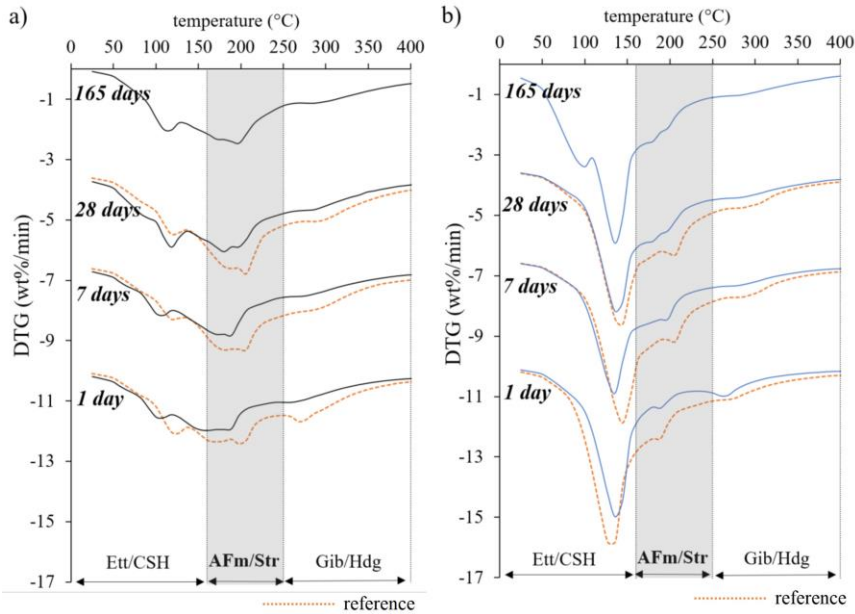 a)
temperature (°C)
0 50 100 150 200 250 300 350 400
-1
-3
-5
-7
-9
-11
-13
-15
-17
DTG (wt%/min)
165 days
28 days
7 days
1 day
Ett/CSH AFm/Str Gib/Hdg
reference
b)
temperature (°C)
0 50 100 150 200 250 300 350 400
-1
-3
-5
-7
-9
-11
-13
-15
-17
DTG (wt%/min)
165 days
28 days
7 days
1 day
Ett/CSH AFm/Str Gib/Hdg
reference